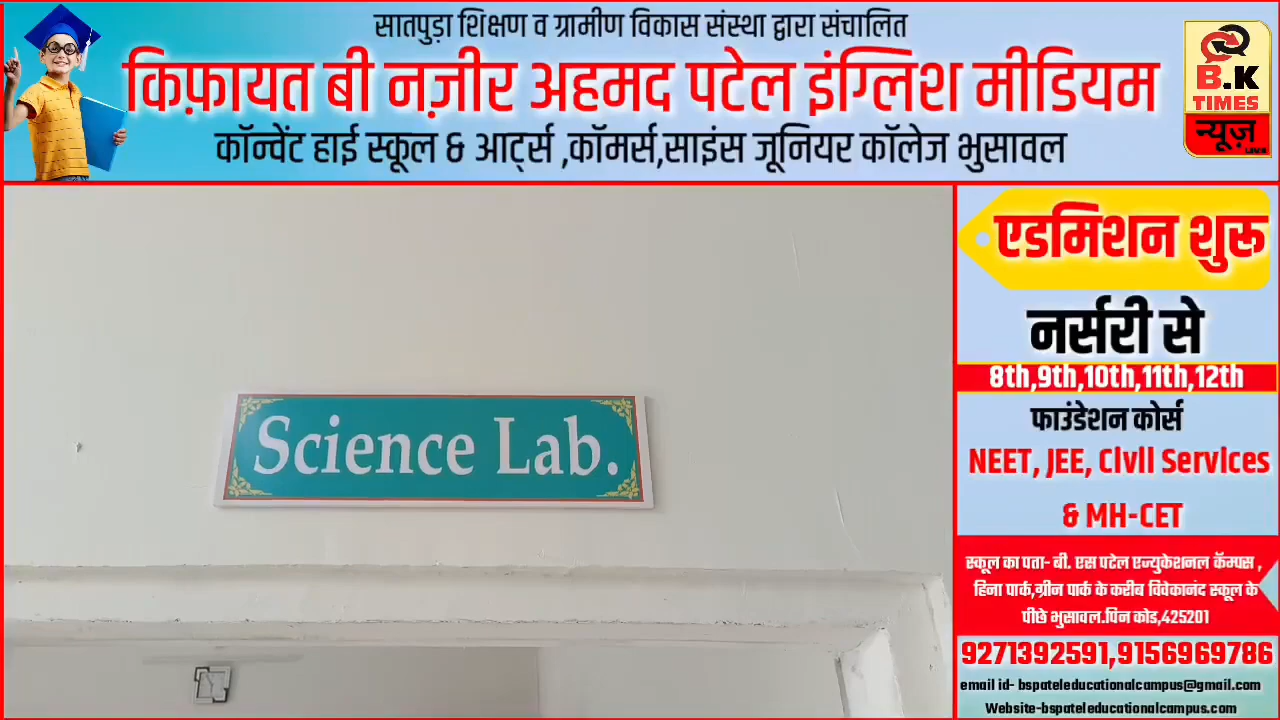 सातपुड़ा शिक्षण व ग्रामीण विकास संस्था द्वारा संचालित
किफ़ायत बी नज़ीर अहमद पटेल इंग्लिश मीडियम
कॉन्वेंट हाई स्कूल & आर्ट्स ,कॉमर्स,साइंस जूनियर कॉलेज भुसावल
B.K
TIMES
न्यूज़
Science Lab.
एडमिशन शुरू
नर्सरी से
8th,9th,10th,11th,12th
फाउंडेशन कोर्स
NEET, JEE, Civil Services
& MH-CET
स्कूल का पता- बी. एस पटेल एज्युकेशनल कॅम्पस ,
हिना पार्क,ग्रीन पार्क के करीब विवेकानंद स्कूल के
पीछे भुसावल.पिन कोड,425201
9271392591,9156969786
email id- bspateleducationalcampus@gmail.com
Website-bspateleducationalcampus.com